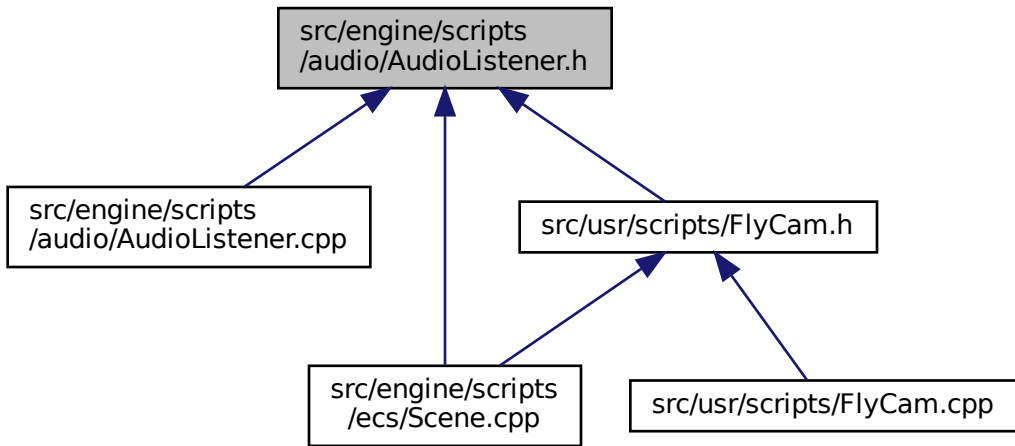 src/engine/scripts
/audio/AudioListener.h
src/engine/scripts
/audio/AudioListener.cpp
src/usr/scripts/FlyCam.h
src/engine/scripts
/ecs/Scene.cpp
src/usr/scripts/FlyCam.cpp